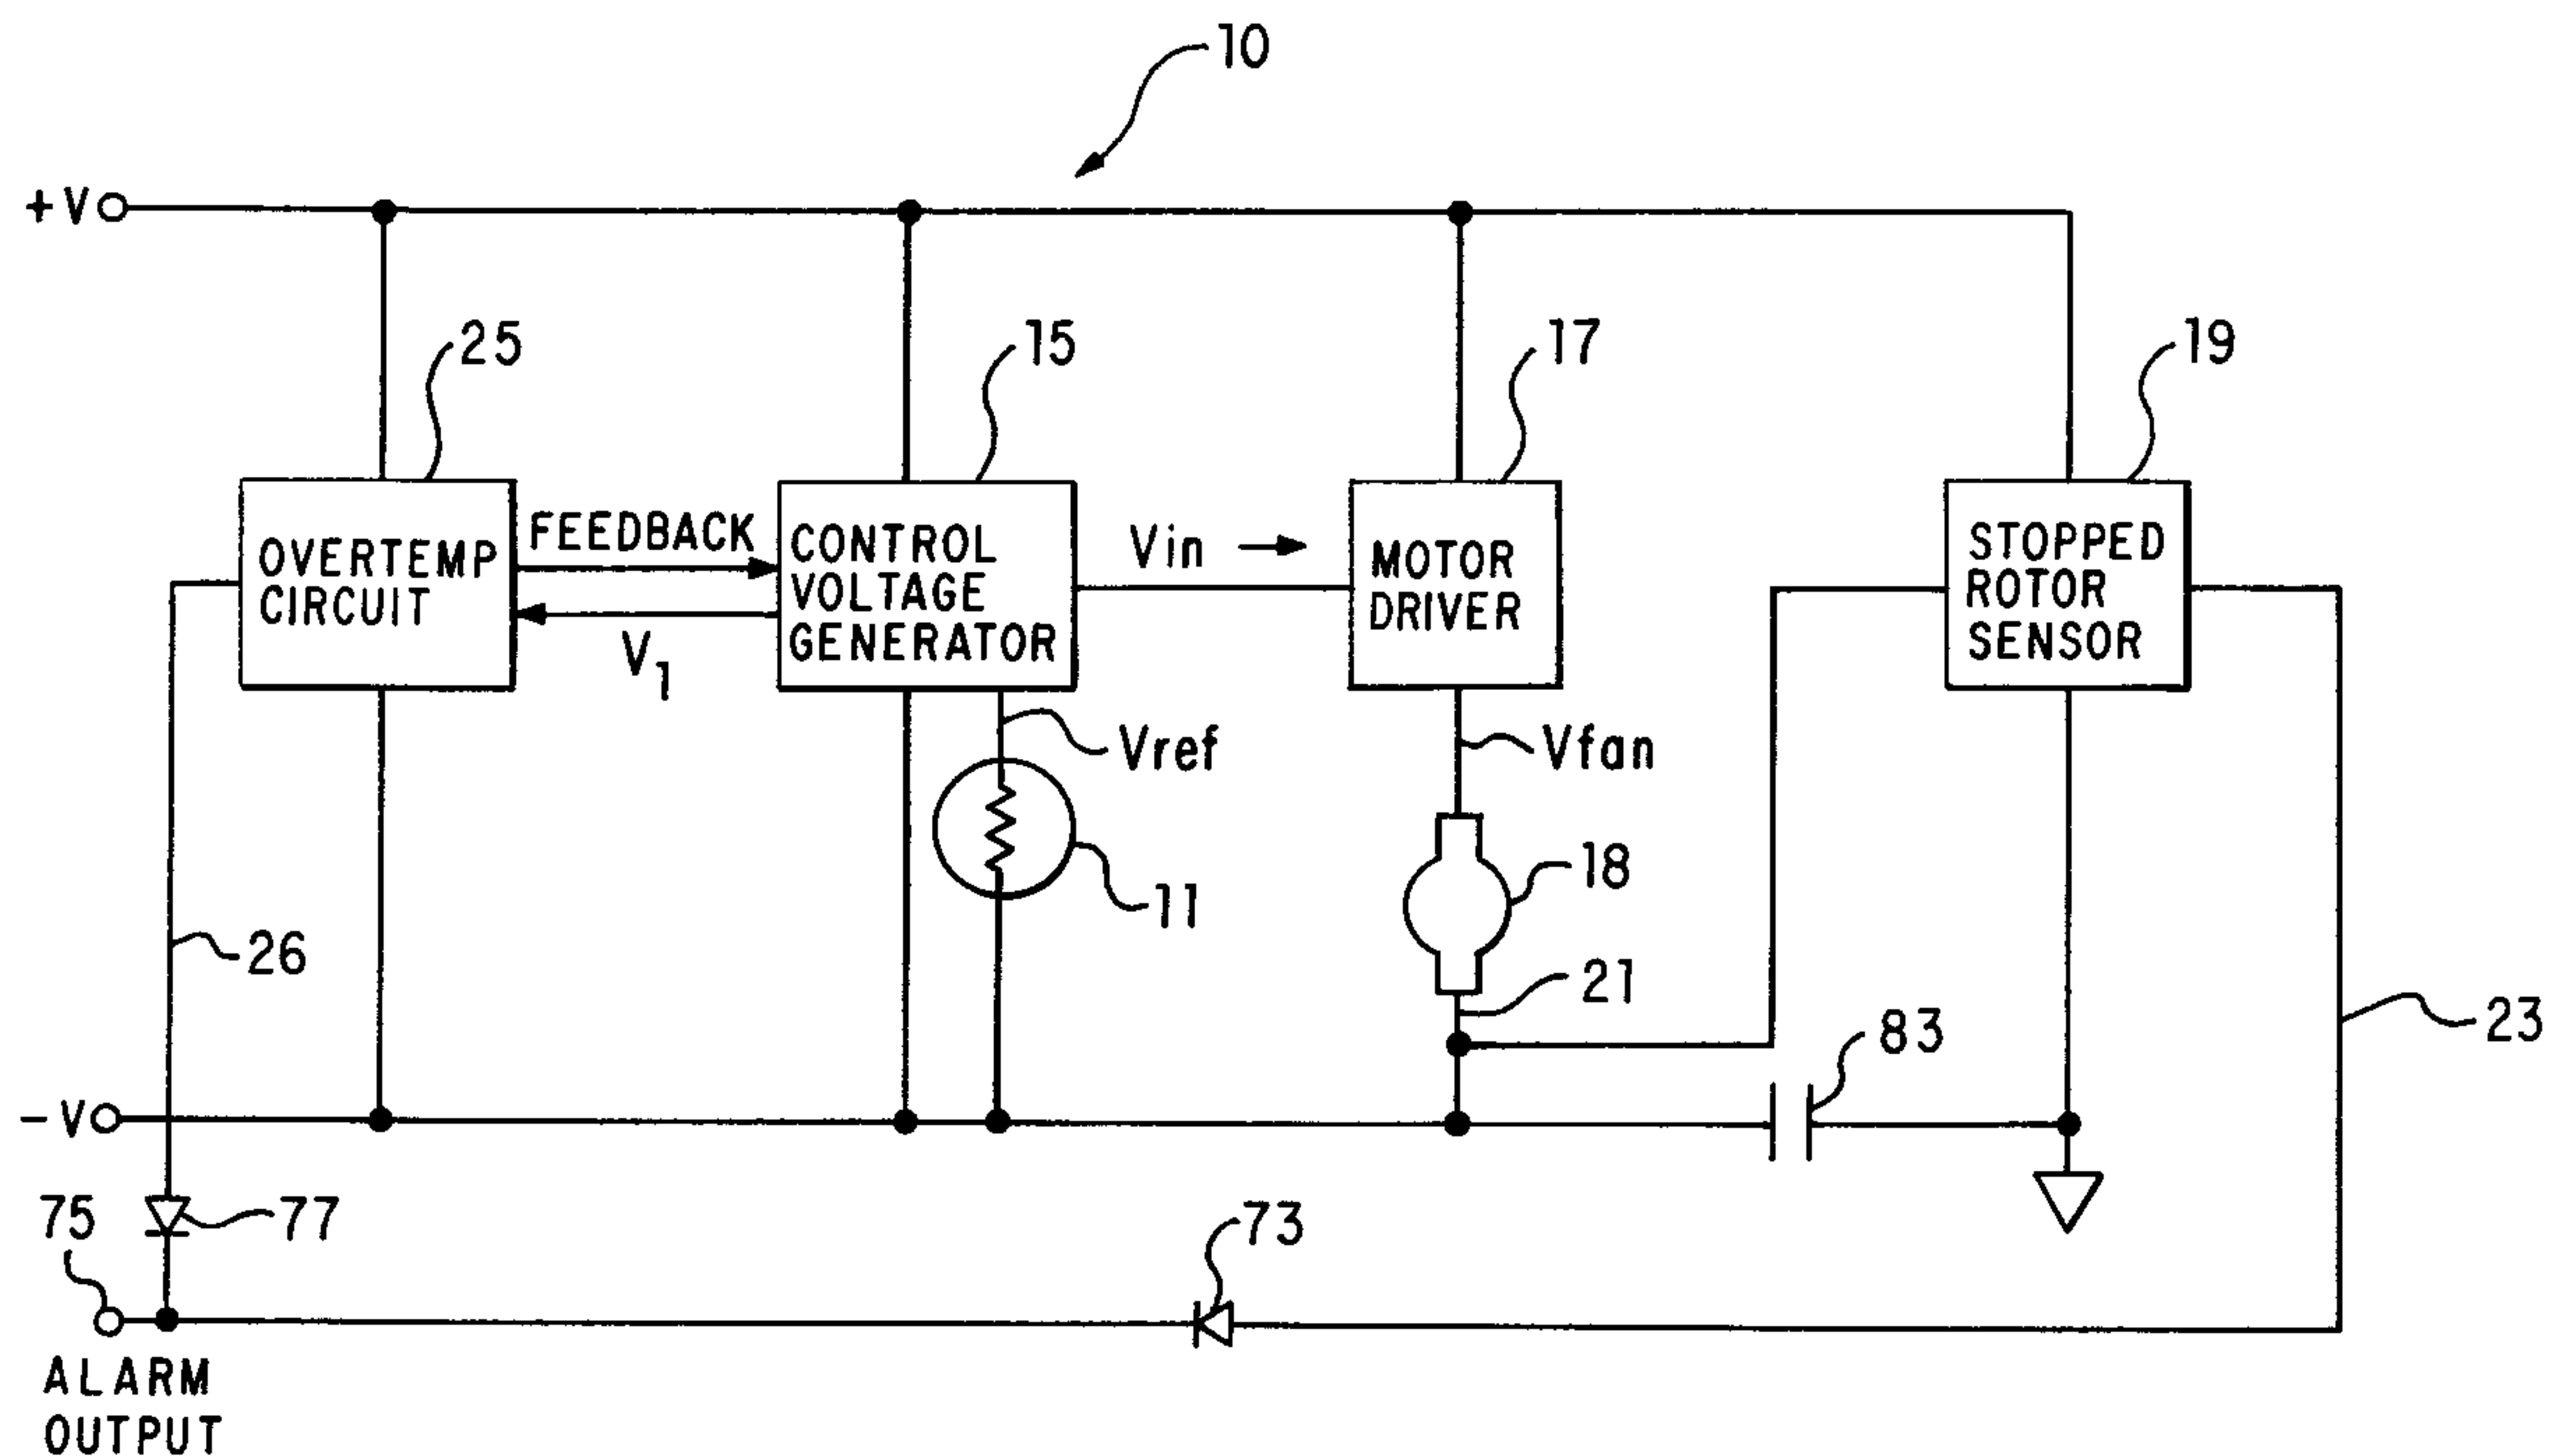 10
+V
25
15
17
19
OVERTEMP
CIRCUIT
FEEDBACK
V1
CONTROL
VOLTAGE
GENERATOR
Vin
MOTOR
DRIVER
STOPPED
ROTOR
SENSOR
Vref
Vfan
11
18
26
21
83
23
-V
75
77
73
ALARM
OUTPUT